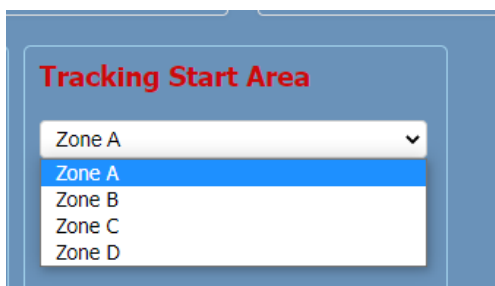 Tracking Start Area
Zone A
Zone A
Zone B
Zone C
Zone D